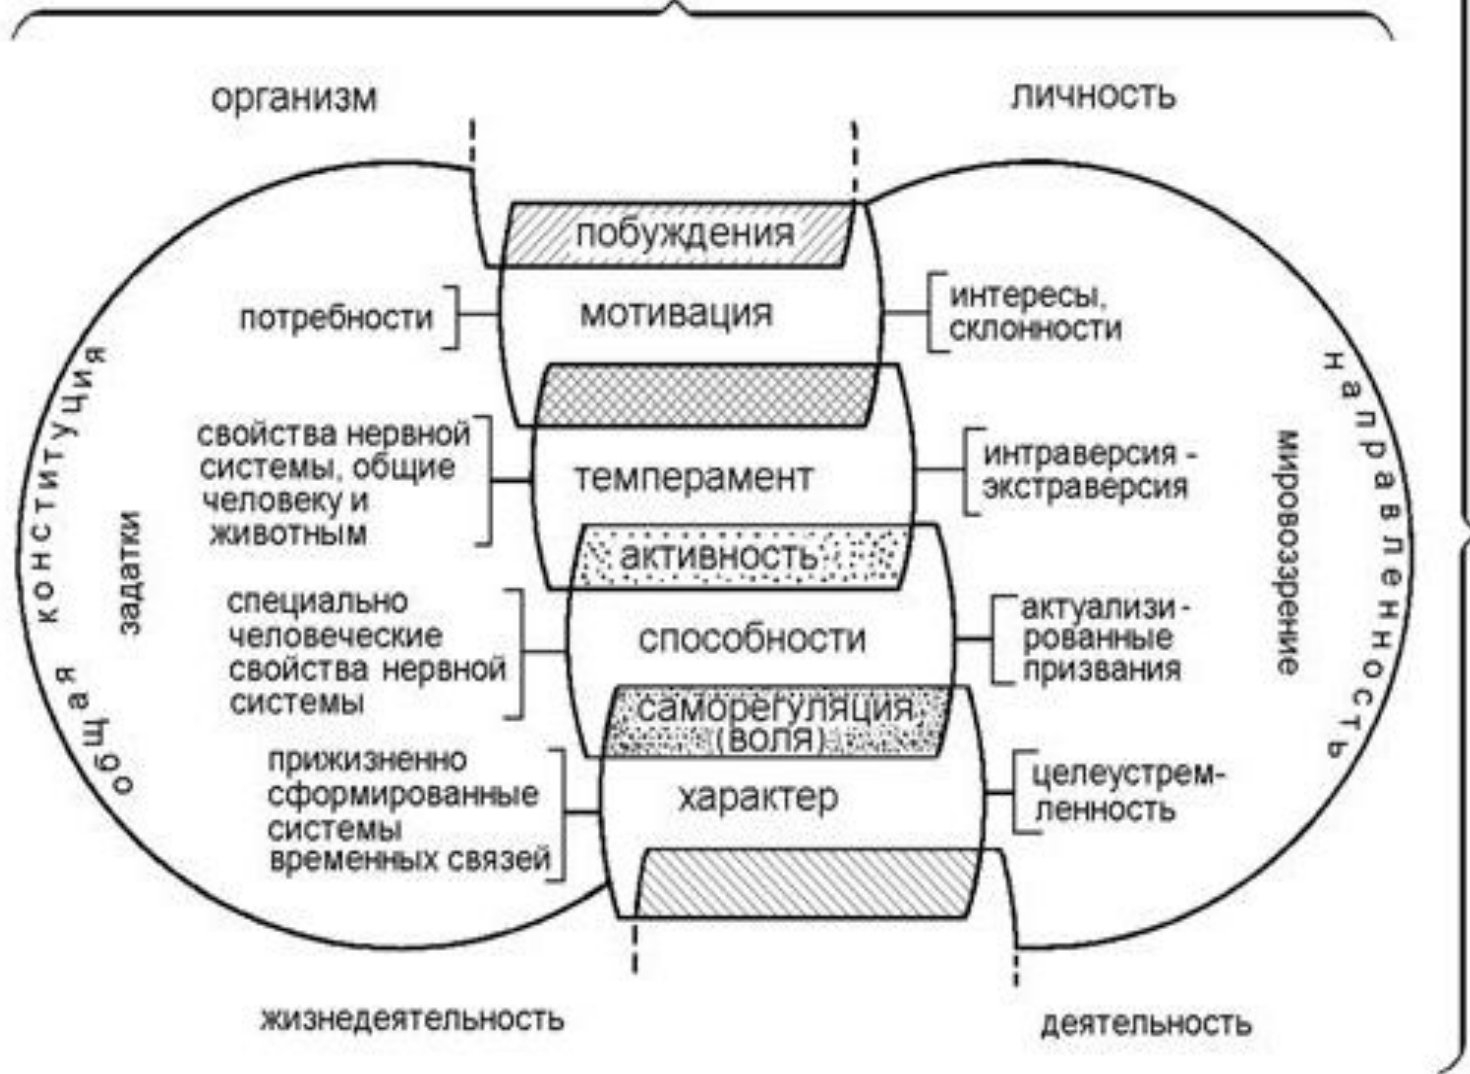 организм
личность
побуждения
потребности
мотивация
интересы,
склонности
свойства нервной
системы, общие
человеку и
животным
темперамент
интраверсия -
экстраверсия
активность
специально
человеческие
свойства нервной
системы
способности
актуализи -
рованные
призвания
саморегуляция
(воля)
прижизненно
сформированные
системы
временных связей
характер
целеустрем-
ленность
общая конституция
задатки
мировоззрение
направленность
жизнедеятельность
деятельность